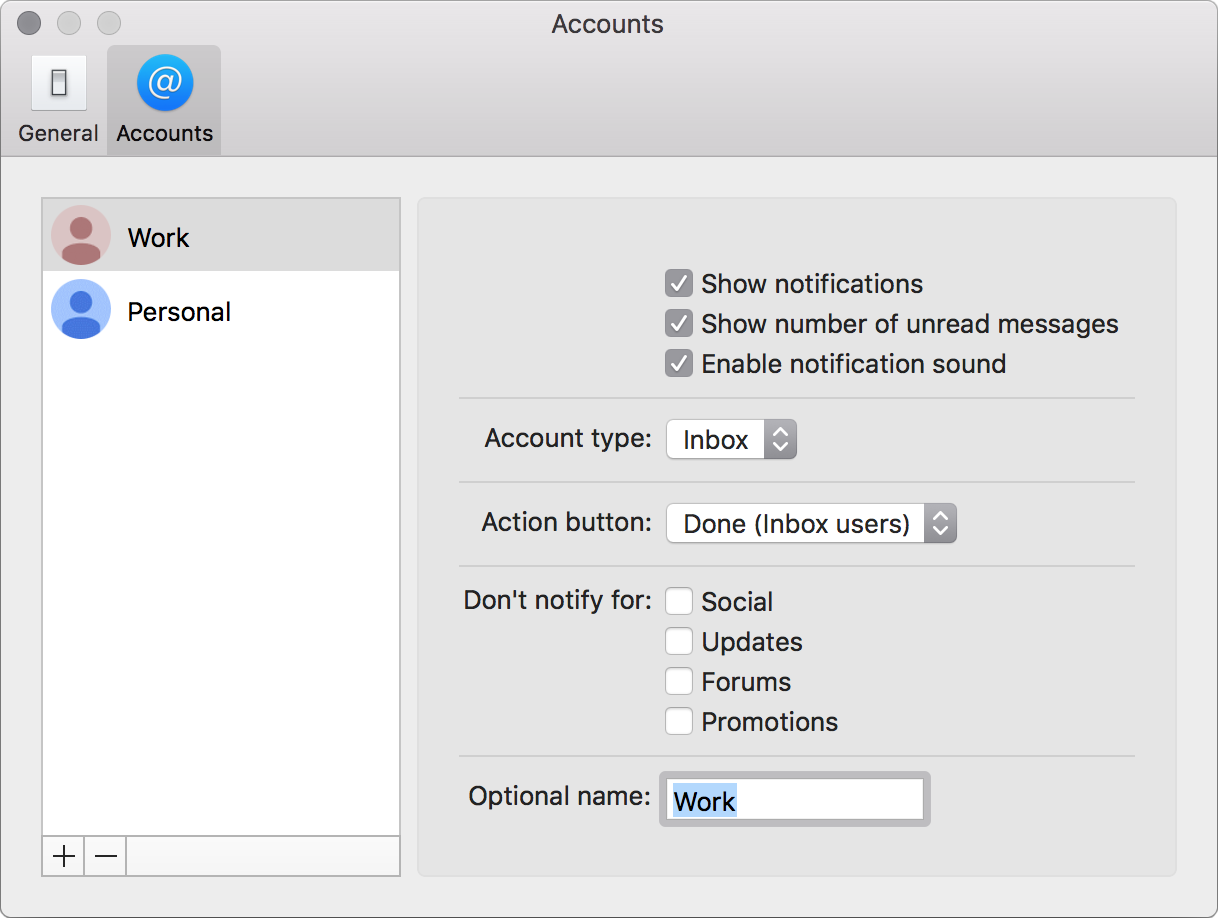 Accounts
General
Accounts
Work
Personal
Show notifications
Show number of unread messages
Enable notification sound
Account type: Inbox
Action button: Done (Inbox users)
Don't notify for: Social
Updates
Forums
Promotions
Optional name: Work